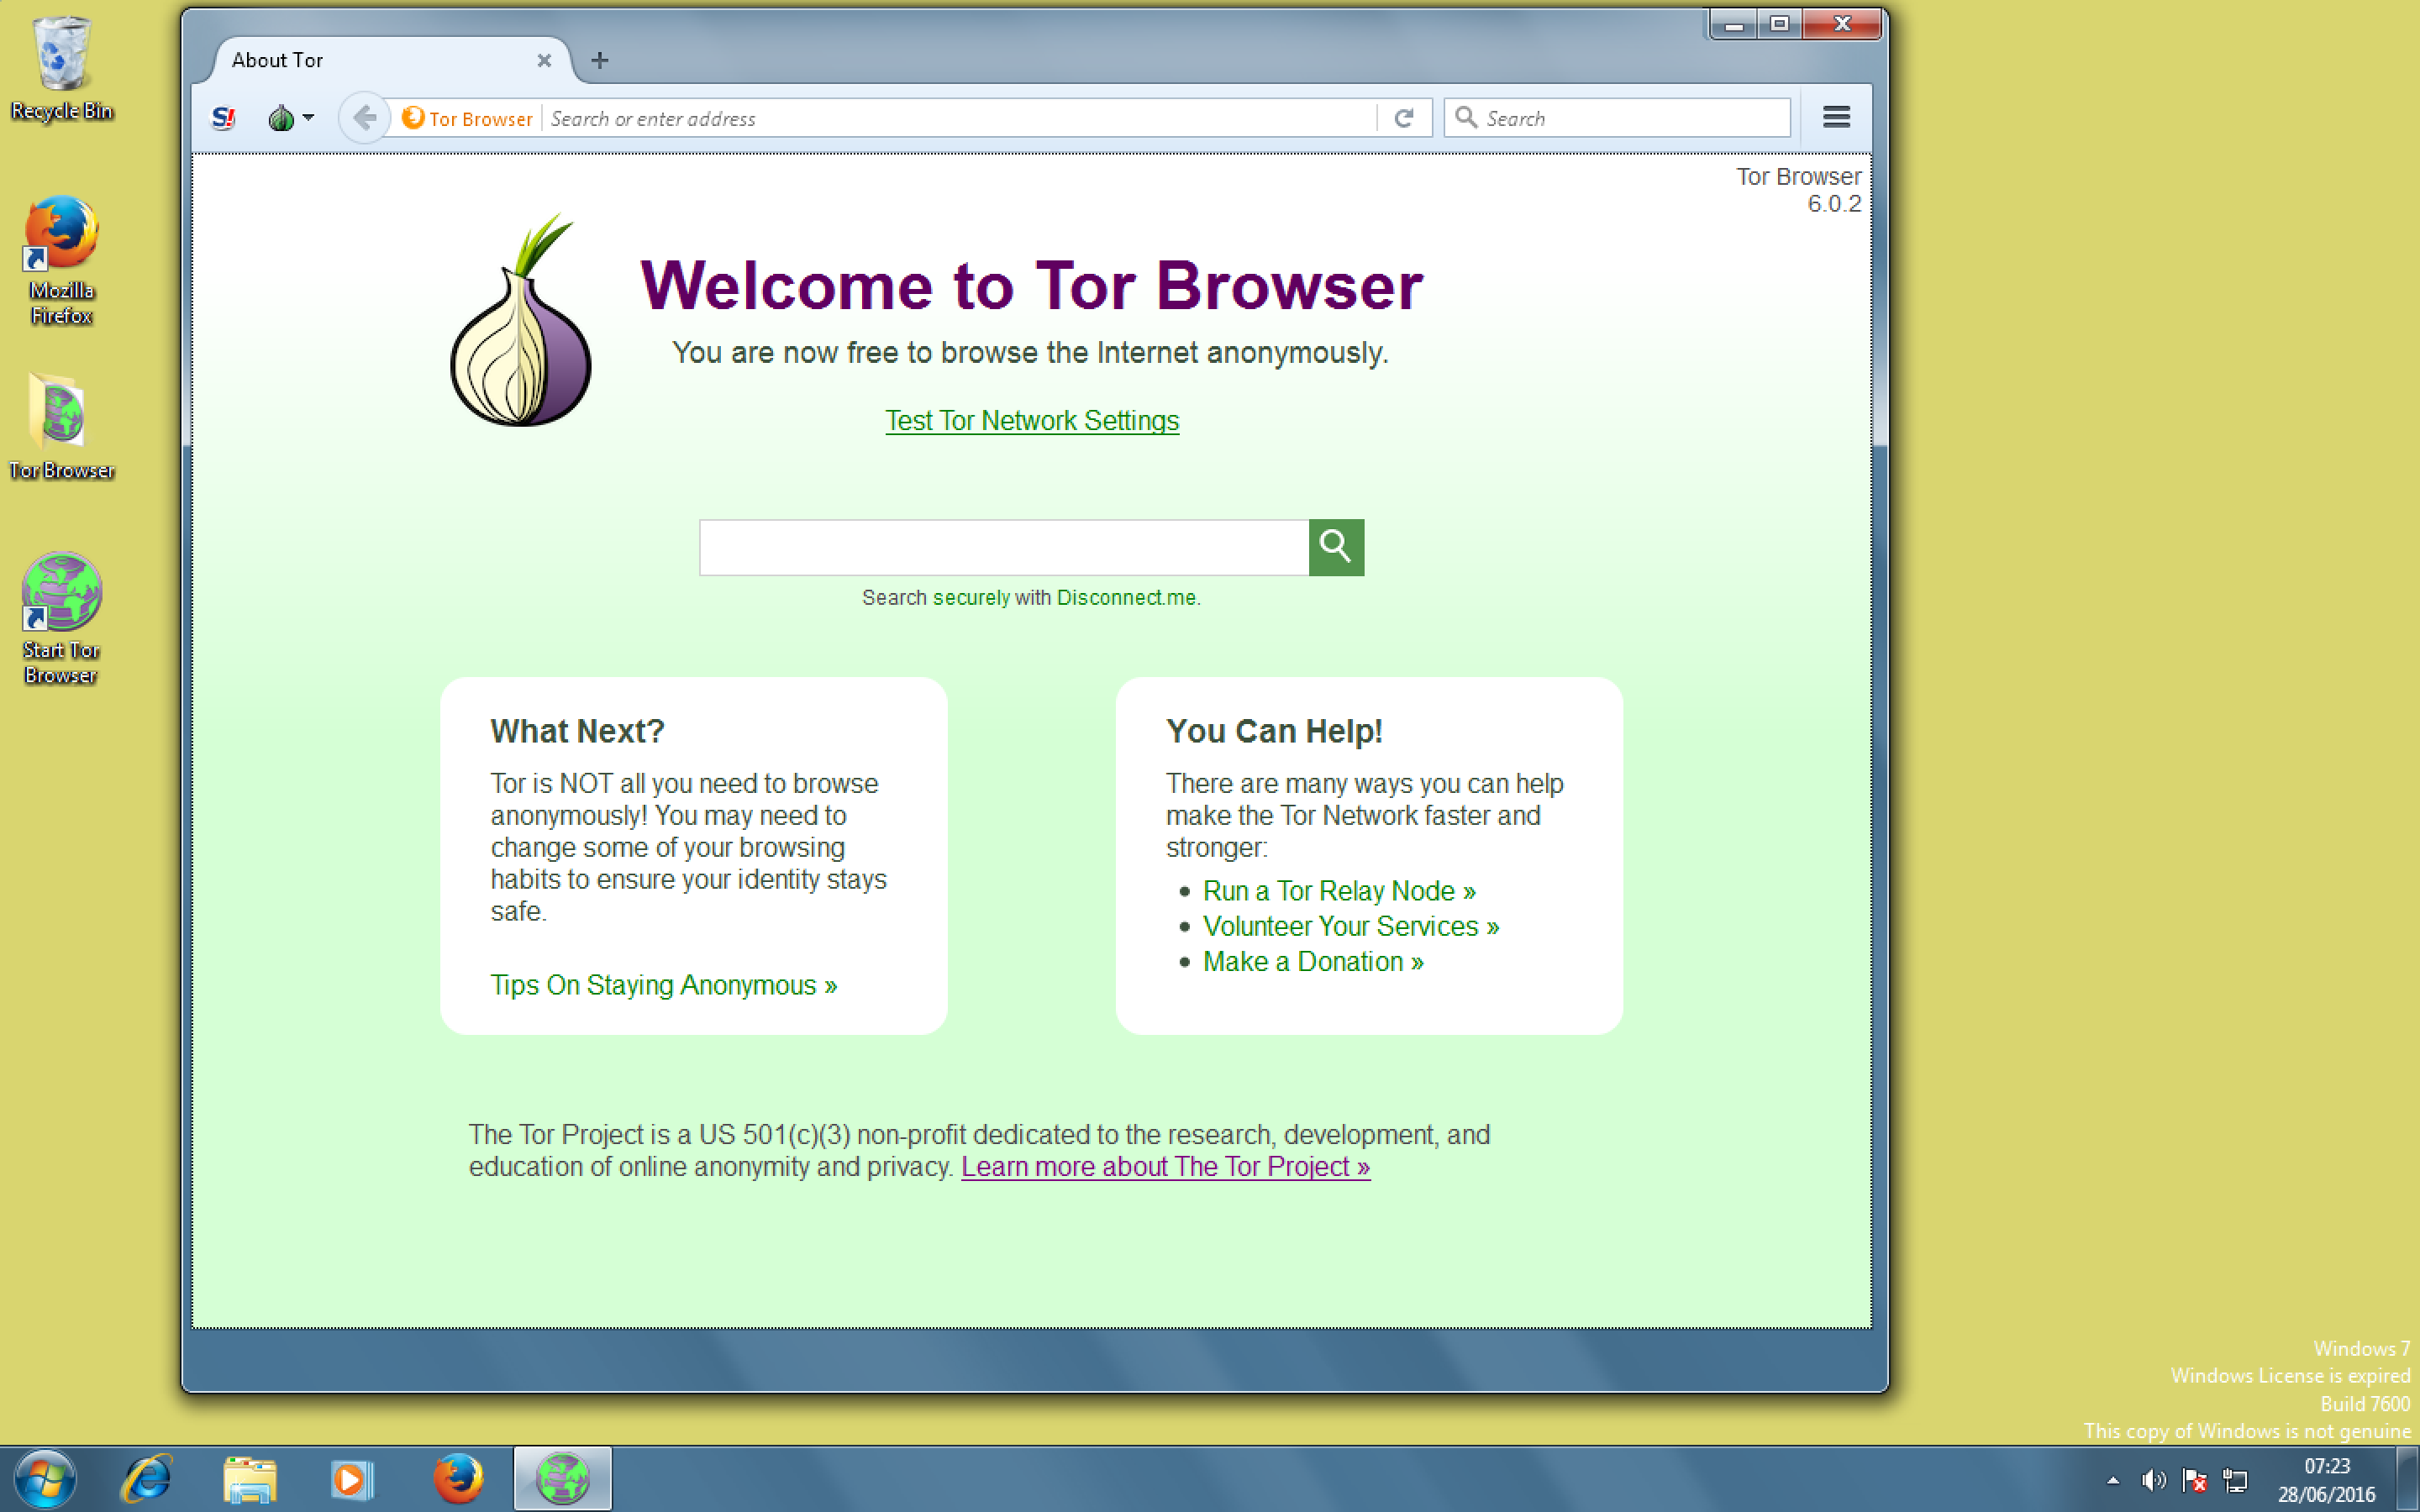 Recycle Bin
Mozilla
Firefox
Tor Browser
Start Tor
Browser
About Tor
S!
Tor Browser
Search or enter address
Search
Tor Browser
6.0.2
Welcome to Tor Browser
You are now free to browse the Internet anonymously.
Test Tor Network Settings
Search securely with Disconnect.me.
What Next?
Tor is NOT all you need to browse
anonymously! You may need to
change some of your browsing
habits to ensure your identity stays
safe.
Tips On Staying Anonymous »
You Can Help!
There are many ways you can help
make the Tor Network faster and
stronger:
• Run a Tor Relay Node »
• Volunteer Your Services »
• Make a Donation »
The Tor Project is a US 501(c)(3) non-profit dedicated to the research, development, and
education of online anonymity and privacy. Learn more about The Tor Project »
Windows 7
Windows License is expired
Build 7600
This copy of Windows is not genuine
07:23
28/06/2016